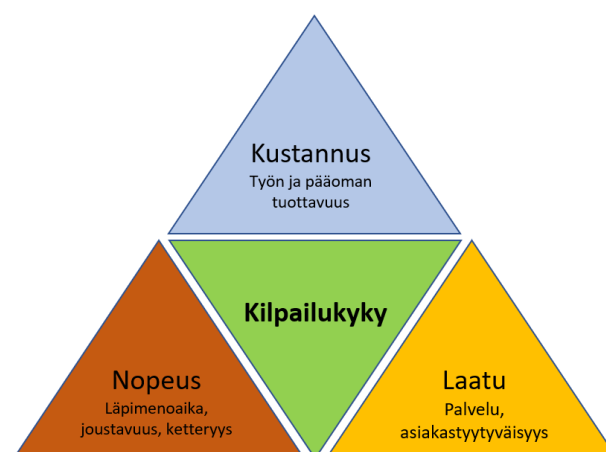 Kustannus
Työn ja pääoman
tuottavuus
Kilpailukyky
Nopeus
Läpimenoaika,
joustavuus, ketteryys
Laatu
Palvelu,
asiakastyytyväisyys